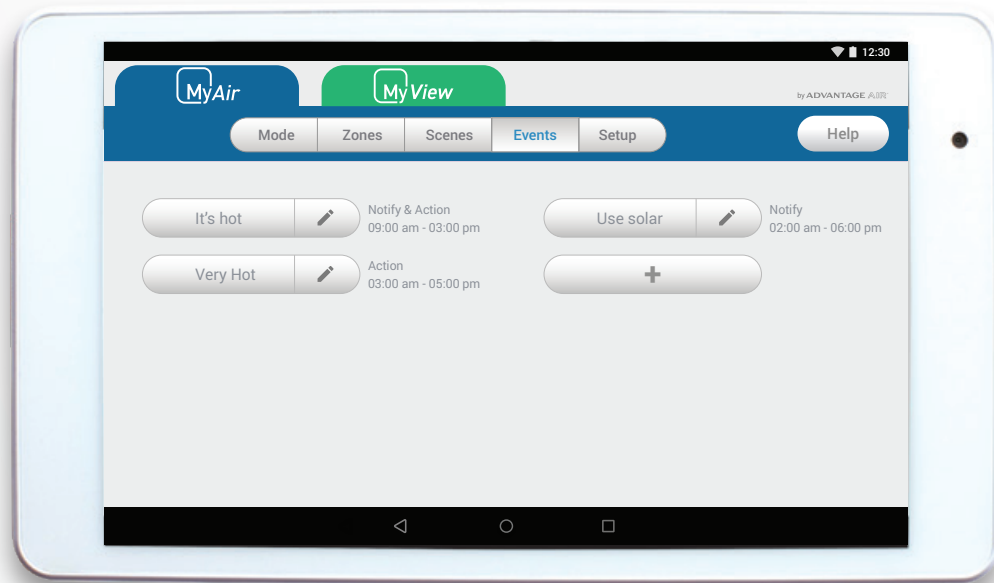 12:30
MyAir
MyView
by ADVANTAGE AIR
Mode
Zones
Scenes
Events
Setup
Help
It's hot
Notify & Action
09:00 am - 03:00 pm
Use solar
Notify
02:00 am - 06:00 pm
Very Hot
Action
03:00 am - 05:00 pm